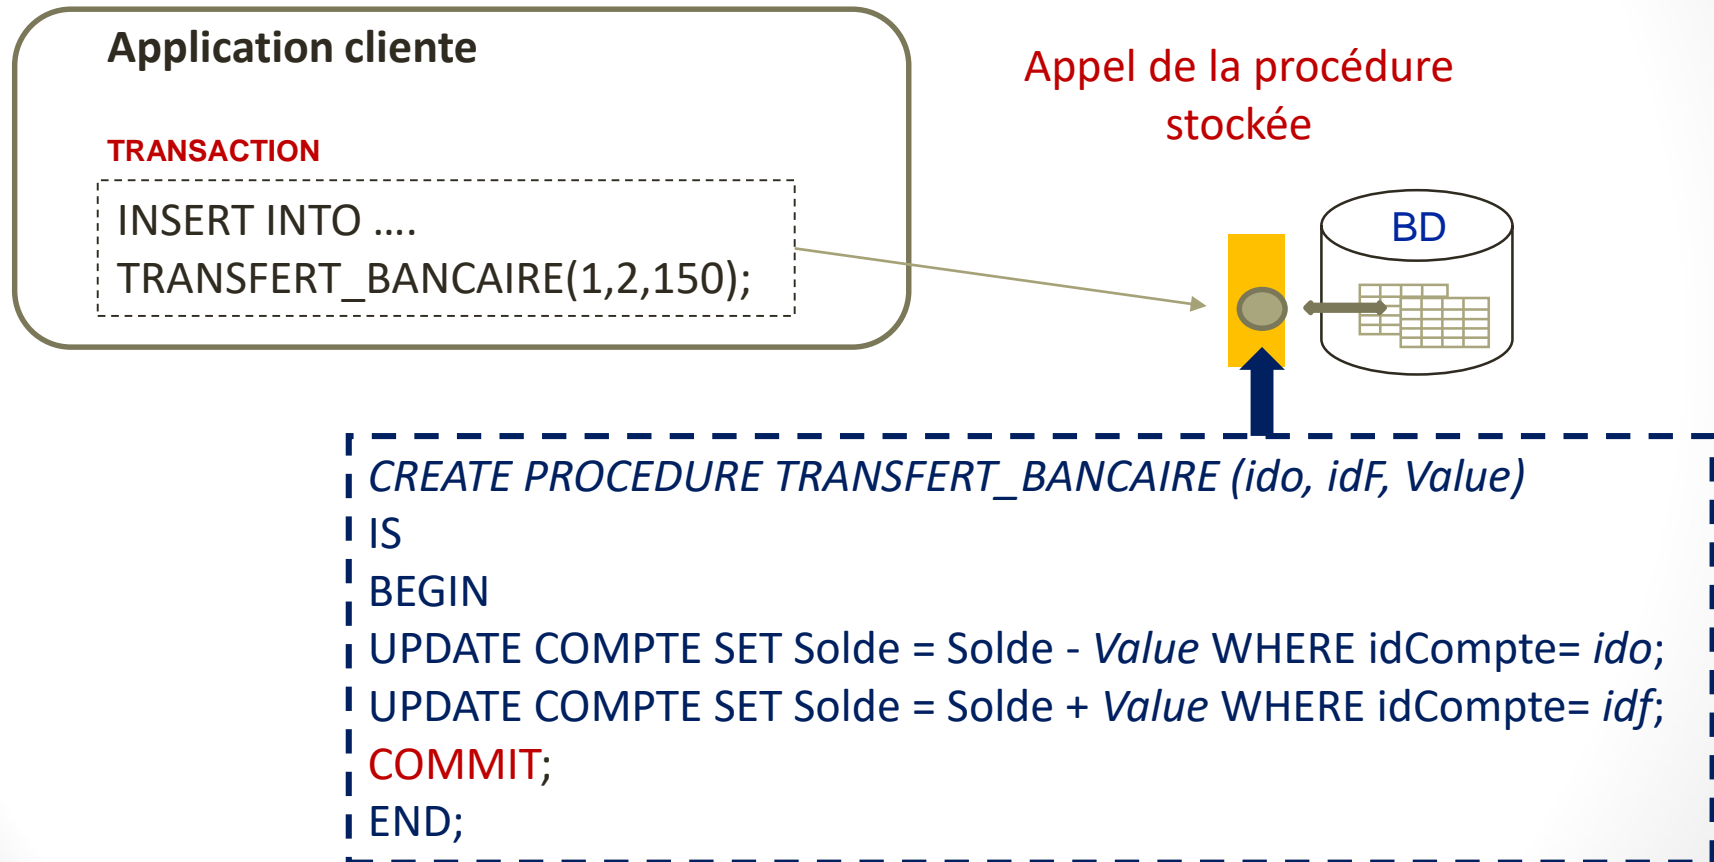 Application cliente
Appel de la procédure
stockée
TRANSACTION
INSERT INTO ....
TRANSFERT_BANCAIRE(1,2,150);
BD
CREATE PROCEDURE TRANSFERT_BANCAIRE (ido, idF, Value)
IS
BEGIN
UPDATE COMPTE SET Solde = Solde - Value WHERE idCompte= ido;
UPDATE COMPTE SET Solde = Solde + Value WHERE idCompte= idf;
COMMIT;
END;